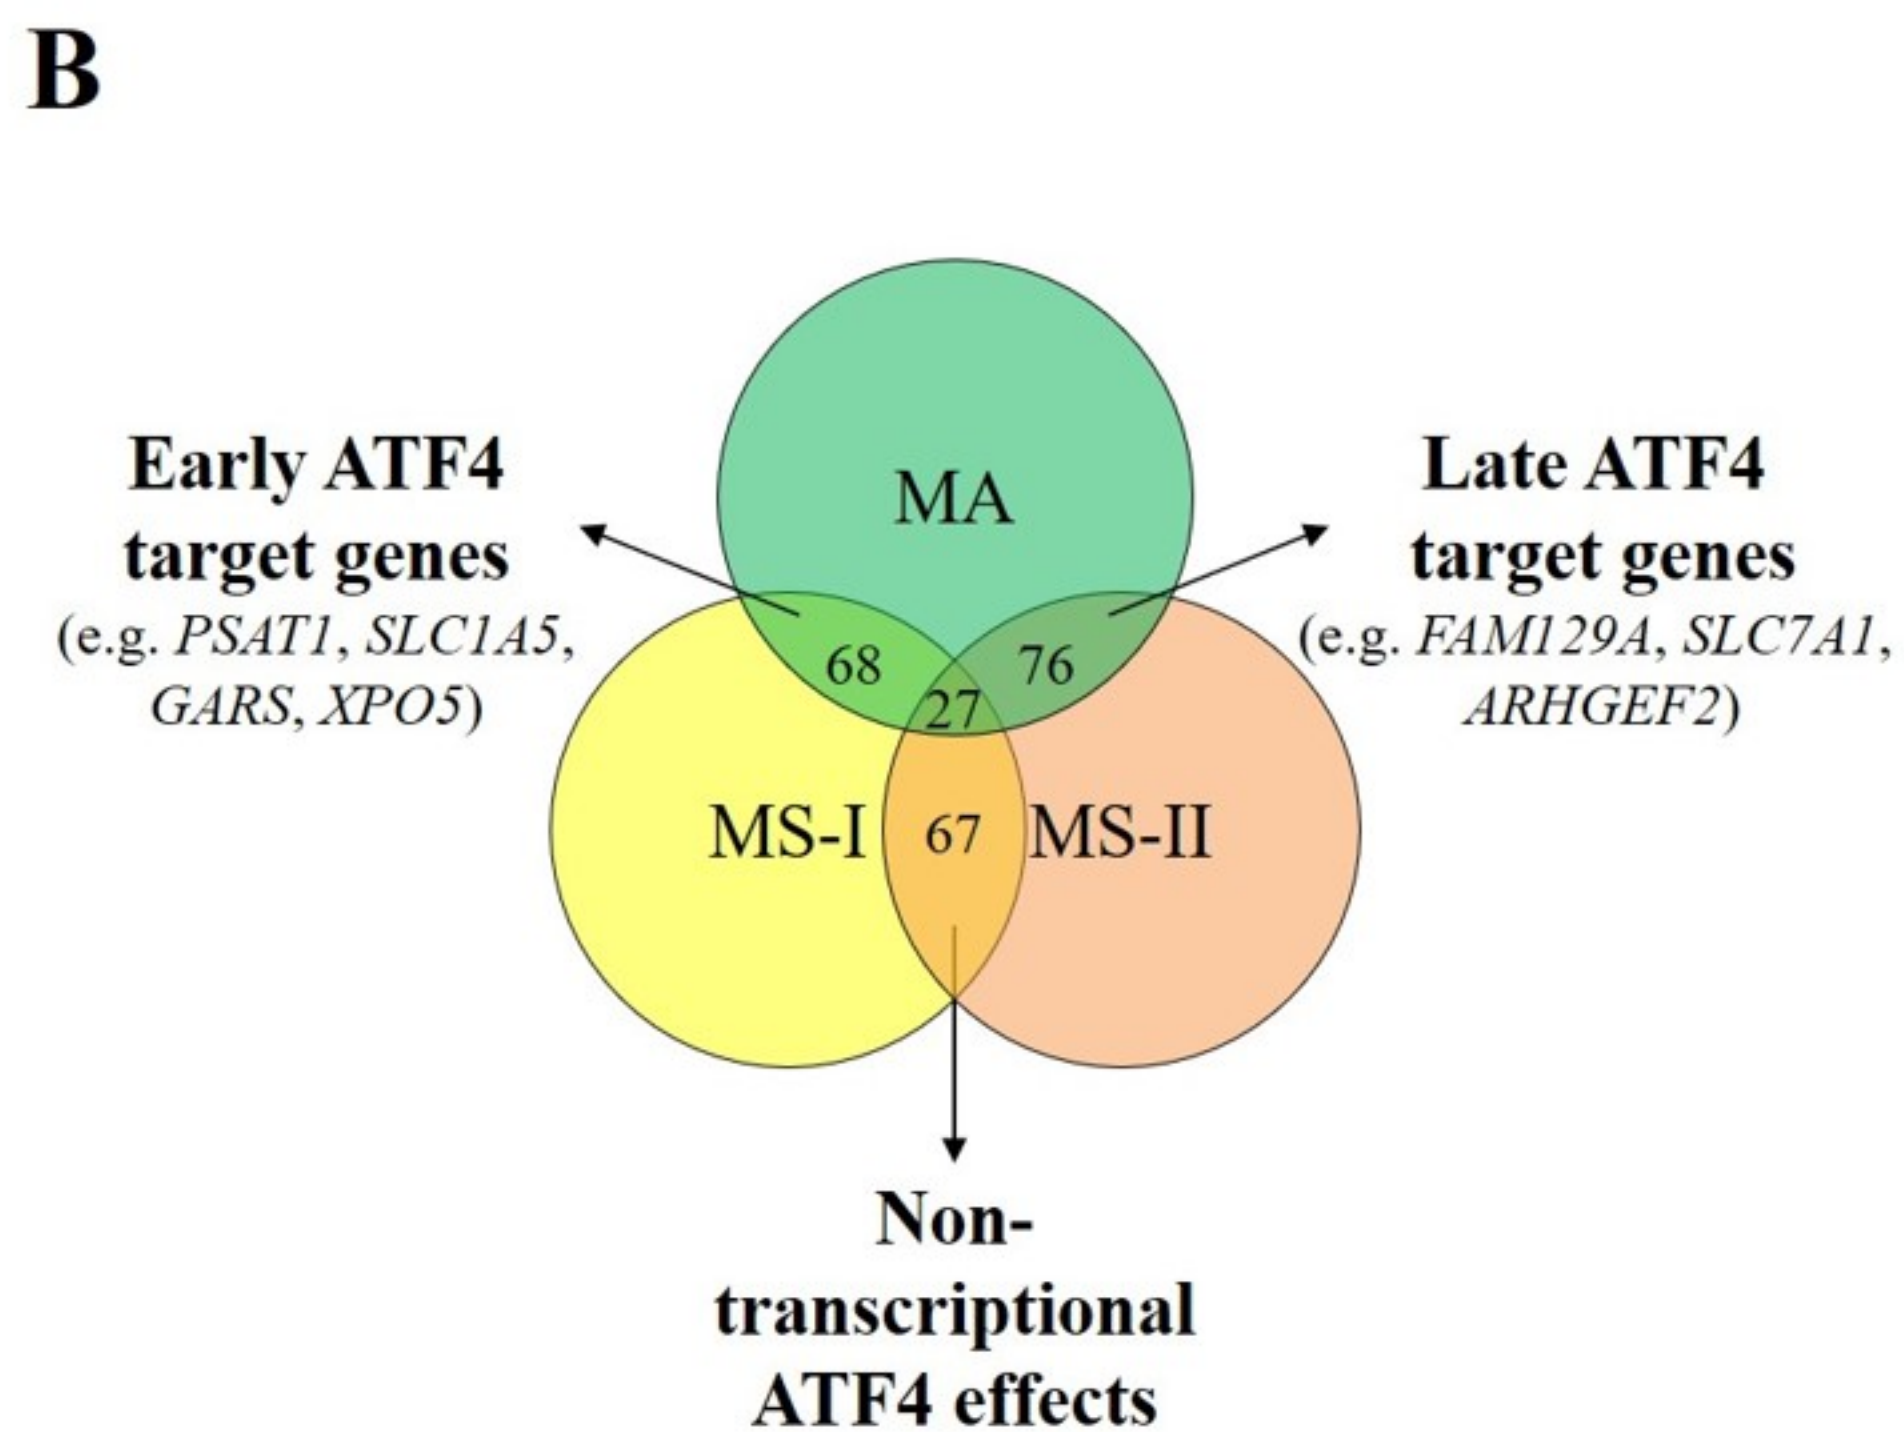 B
Early ATF4
target genes
(e.g. PSAT1, SLC1A5,
GARS, XPO5)
MA
Late ATF4
target genes
(e.g. FAM129A, SLC7A1,
ARHGEF2)
68
76
27
MS-I
67
MS-II
Non-
transcriptional
ATF4 effects